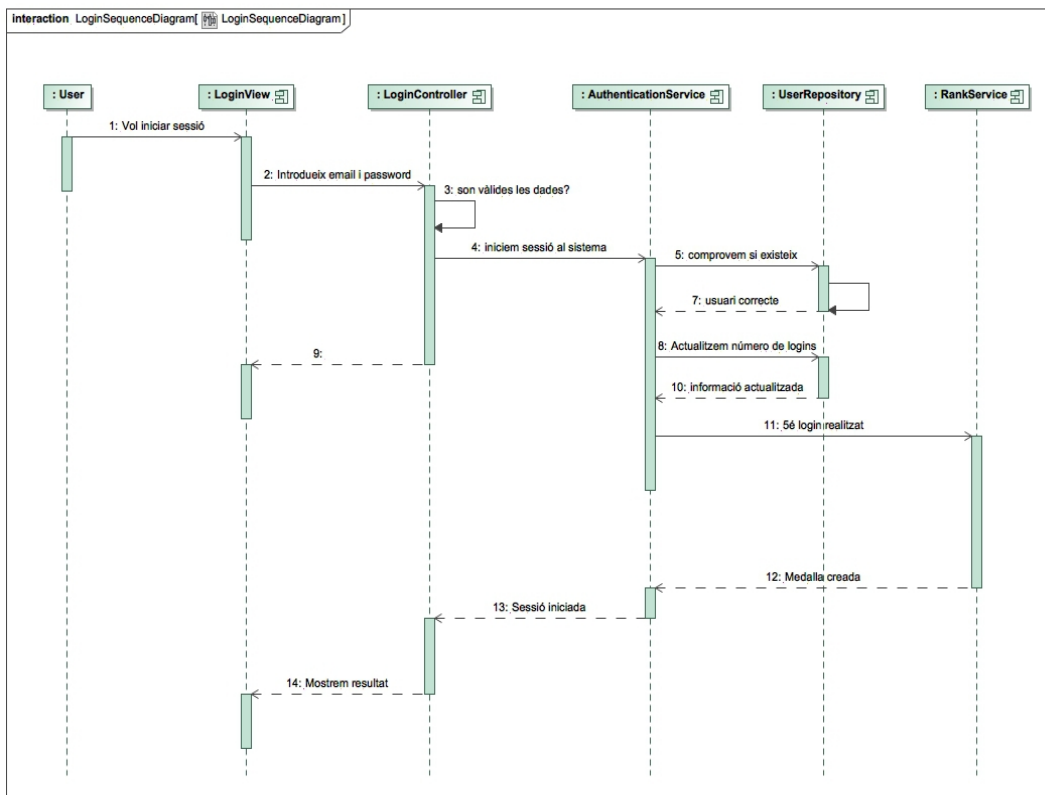 interaction LoginSequenceDiagram[ LoginSequenceDiagram ]
: User
: LoginView
: LoginController
: AuthenticationService
: UserRepository
: RankService
1: Vol iniciar sessió
2: Introdueix email i password
3: son vàlides les dades?
4: iniciem sessió al sistema
5: comprovem si existeix
7: usuari correcte
8: Actualitzem número de logins
9:
10: informació actualitzada
11: 5é login realitzat
12: Medalla creada
13: Sessió iniciada
14: Mostrem resultat